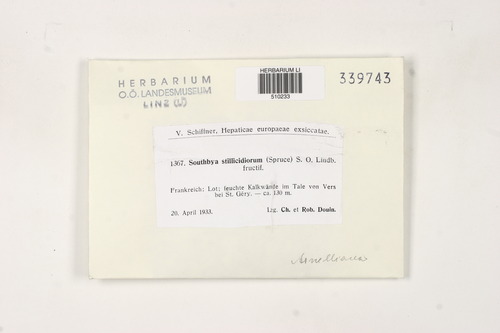 HERBARIUM LI
510233
339743
HERBARIUM
O.Ö. LANDESMUSEUM
LINZ (LI)
V. Schiffner, Hepaticae europaeae exsiccatae.
1367. Southbya stillicidiorum (Spruce) S. O. Lindb.
fructif.
Frankreich: Lot; feuchte Kalkwände im Tale von Vers
bei St. Géry. — ca. 130 m.
20. April 1933.
Leg. Ch. et Rob. Douin.